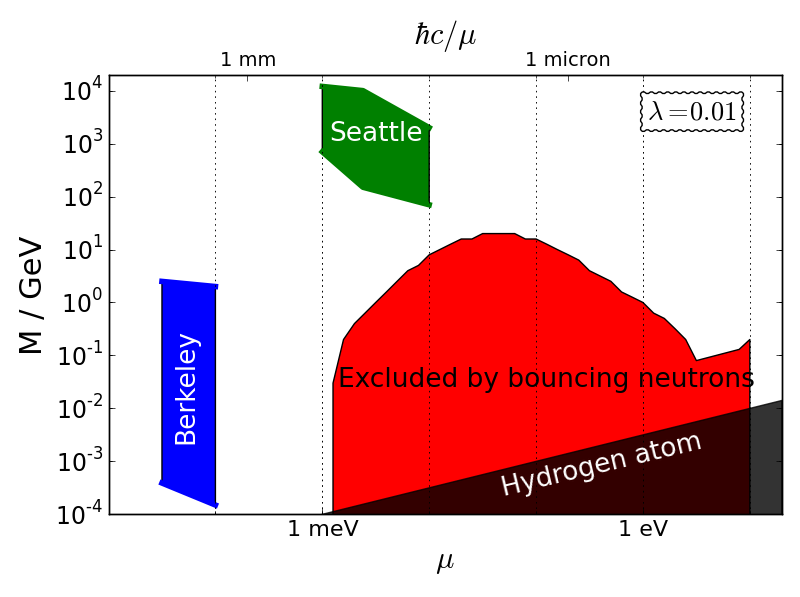 ℏc/μ
1 mm 1 micron
10^4
λ=0.01
10^3
Seattle
10^2
10^1
M / GeV
10^0
10^-1
Berkeley
Excluded by bouncing neutrons
10^-2
10^-3
Hydrogen atom
10^-4
1 meV 1 eV
μ